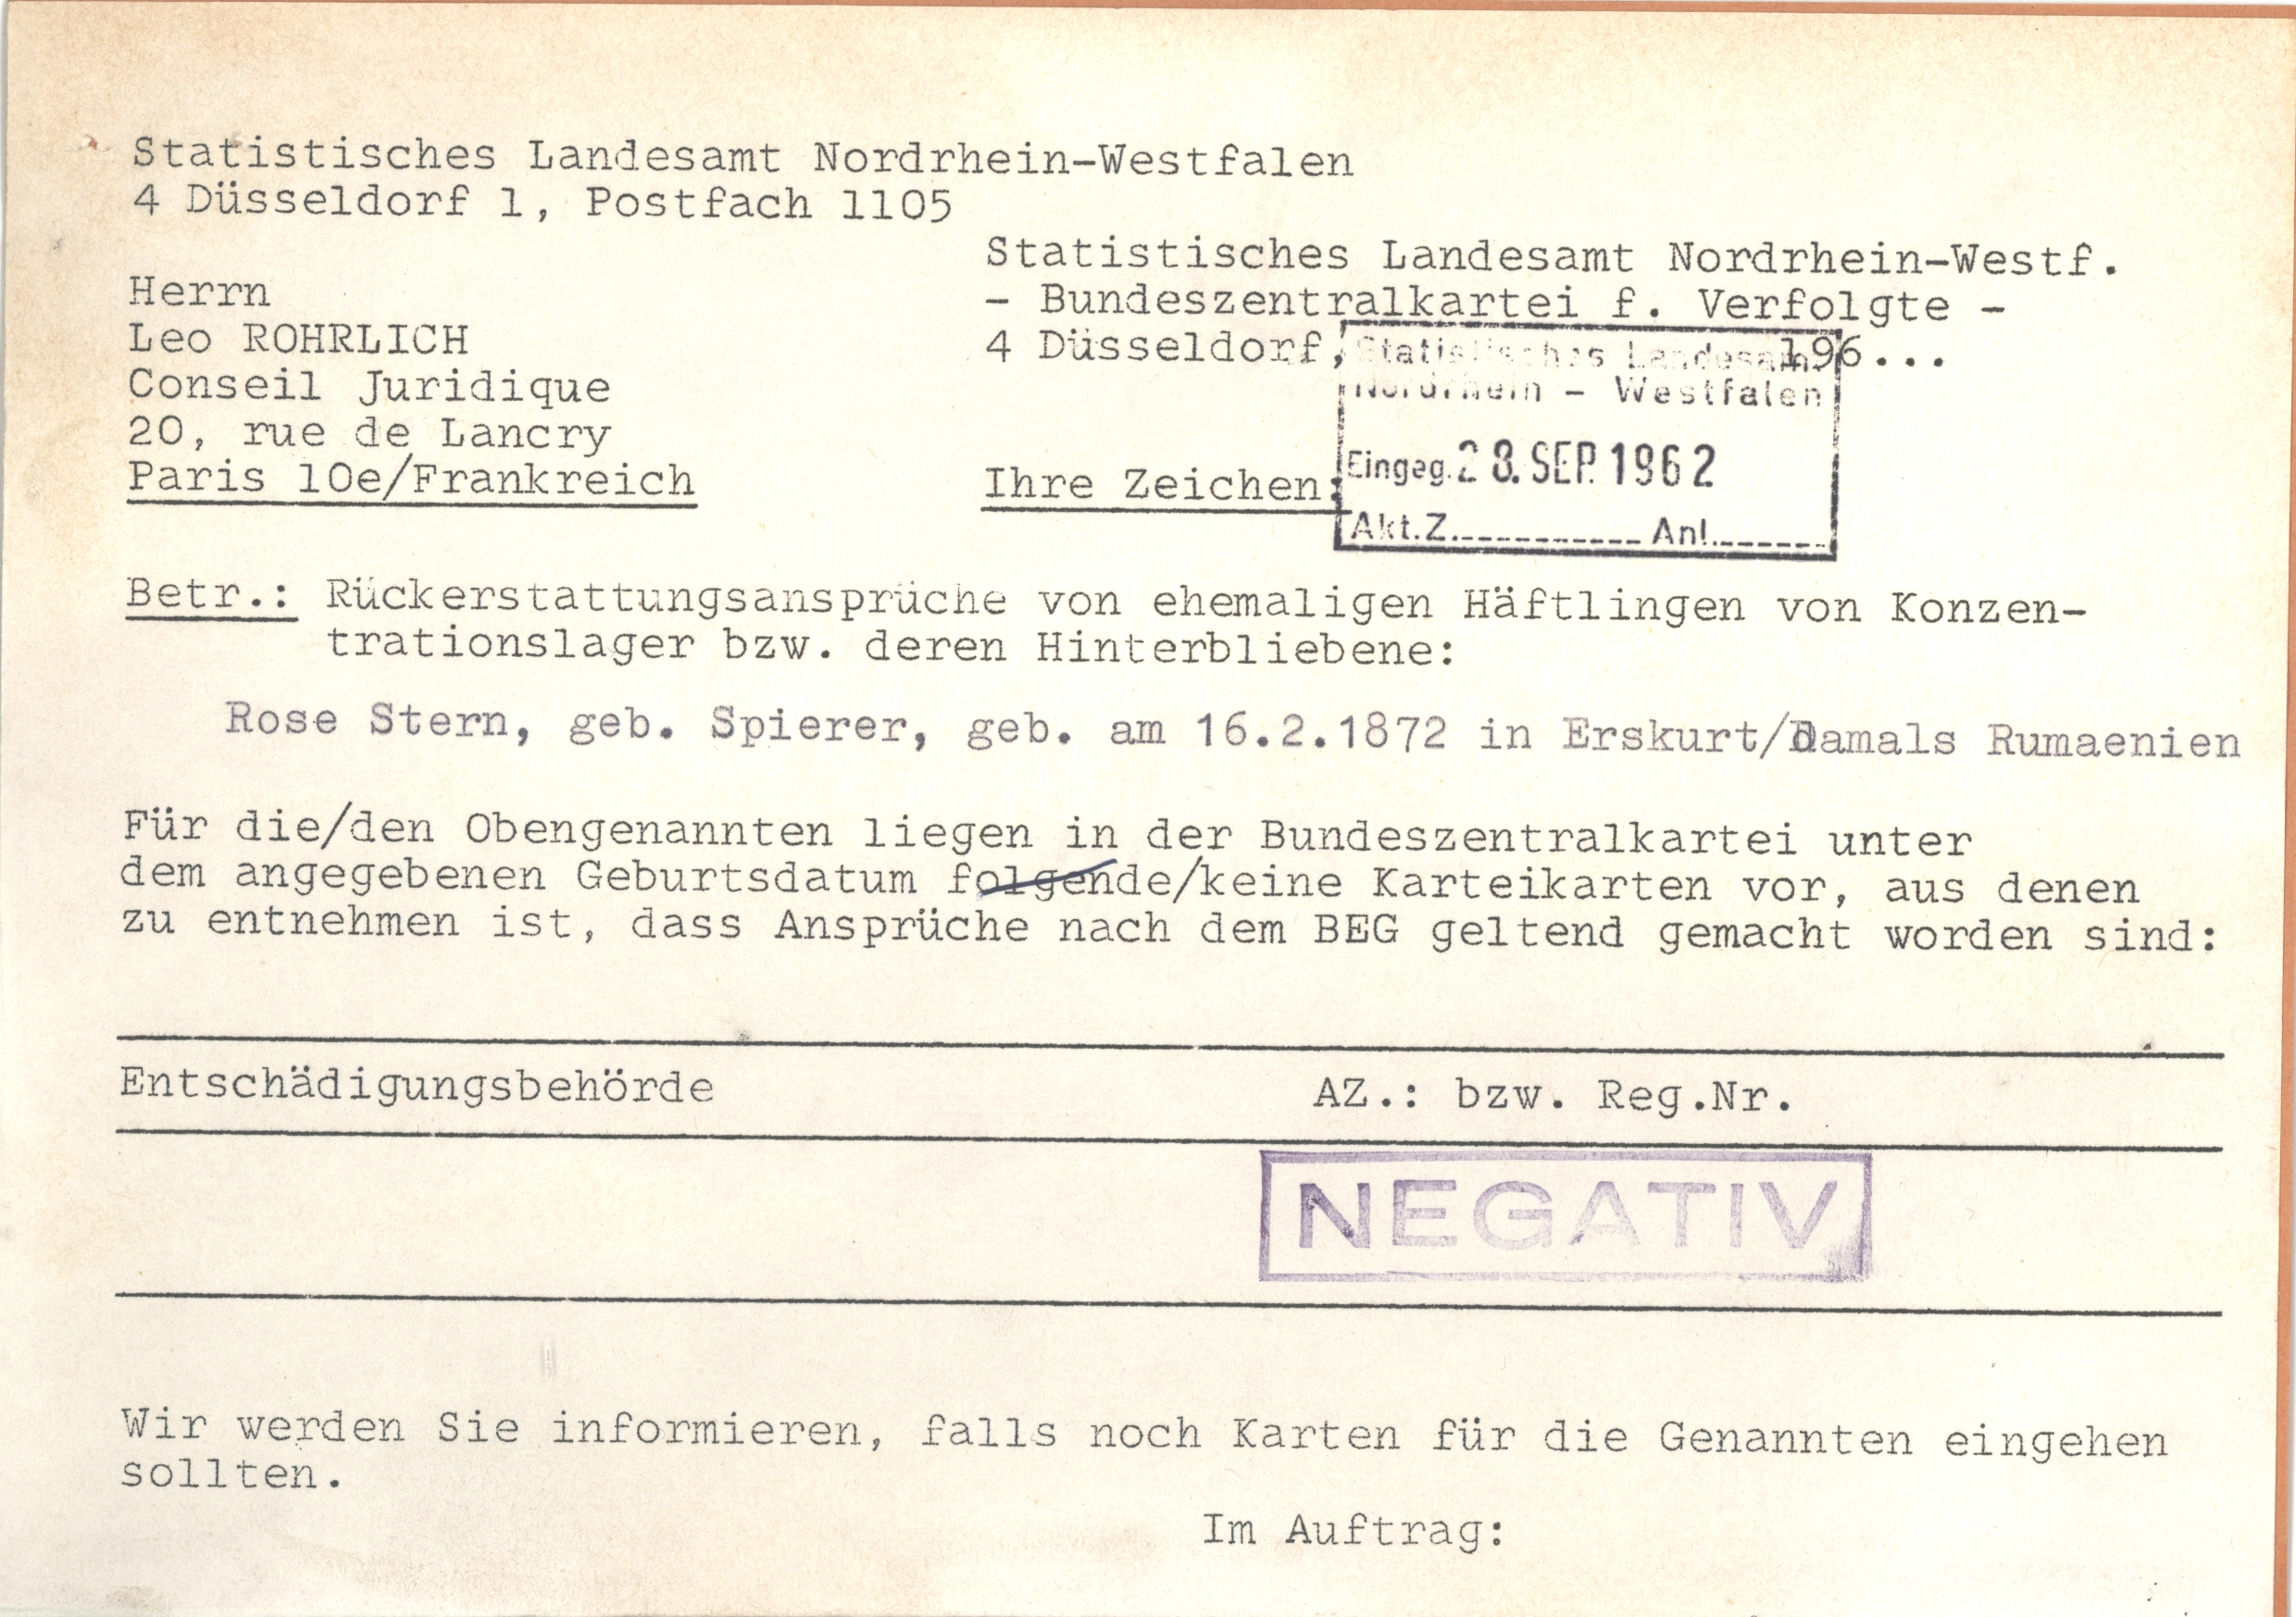 Statistisches Landesamt Nordrhein-Westfalen
4 Düsseldorf 1, Postfach 1105
Statistisches Landesamt Nordrhein-Westf.
- Bundeszentralkartei f. Verfolgte -
4 Düsseldorf, 196...
Herrn
Leo ROHRLICH
Conseil Juridique
20, rue de Lancry
Paris 10e/Frankreich
Ihre Zeichen:
Statistisches Landesamt
Nordrhein - Westfalen
Eingeg. 28. SEP. 1962
Akt.Z. Anl.
Betr.: Rückerstattungsansprüche von ehemaligen Häftlingen von Konzen-
trationslager bzw. deren Hinterbliebene:
Rose Stern, geb. Spierer, geb. am 16.2.1872 in Erskurt/Damals Rumaenien
Für die/den Obengenannten liegen in der Bundeszentralkartei unter
dem angegebenen Geburtsdatum folgende/keine Karteikarten vor, aus denen
zu entnehmen ist, dass Ansprüche nach dem BEG geltend gemacht worden sind:
Entschädigungsbehörde AZ.: bzw. Reg.Nr.
NEGATIV
Wir werden Sie informieren, falls noch Karten für die Genannten eingehen
sollten.
Im Auftrag: